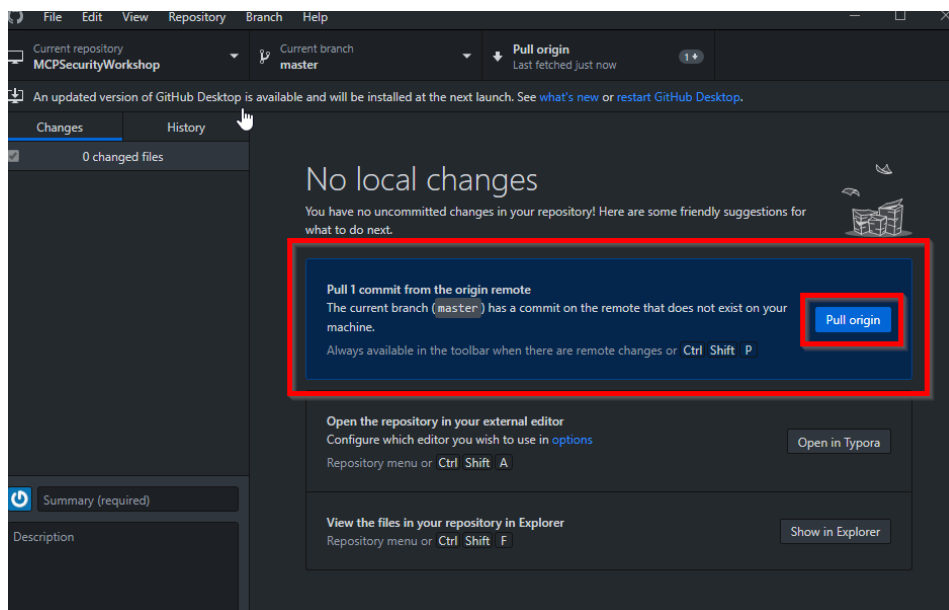 File Edit View Repository Branch Help
Current repository
MCPSecurityWorkshop
Current branch
master
Pull origin
Last fetched just now
1
An updated version of GitHub Desktop is available and will be installed at the next launch. See what's new or restart GitHub Desktop.
Changes History
0 changed files
No local changes
You have no uncommitted changes in your repository! Here are some friendly suggestions for
what to do next.
Pull 1 commit from the origin remote
The current branch (master) has a commit on the remote that does not exist on your
machine.
Always available in the toolbar when there are remote changes or Ctrl Shift P
Pull origin
Open the repository in your external editor
Configure which editor you wish to use in options
Repository menu or Ctrl Shift A
Open in Typora
View the files in your repository in Explorer
Repository menu or Ctrl Shift F
Show in Explorer
Summary (required)
Description